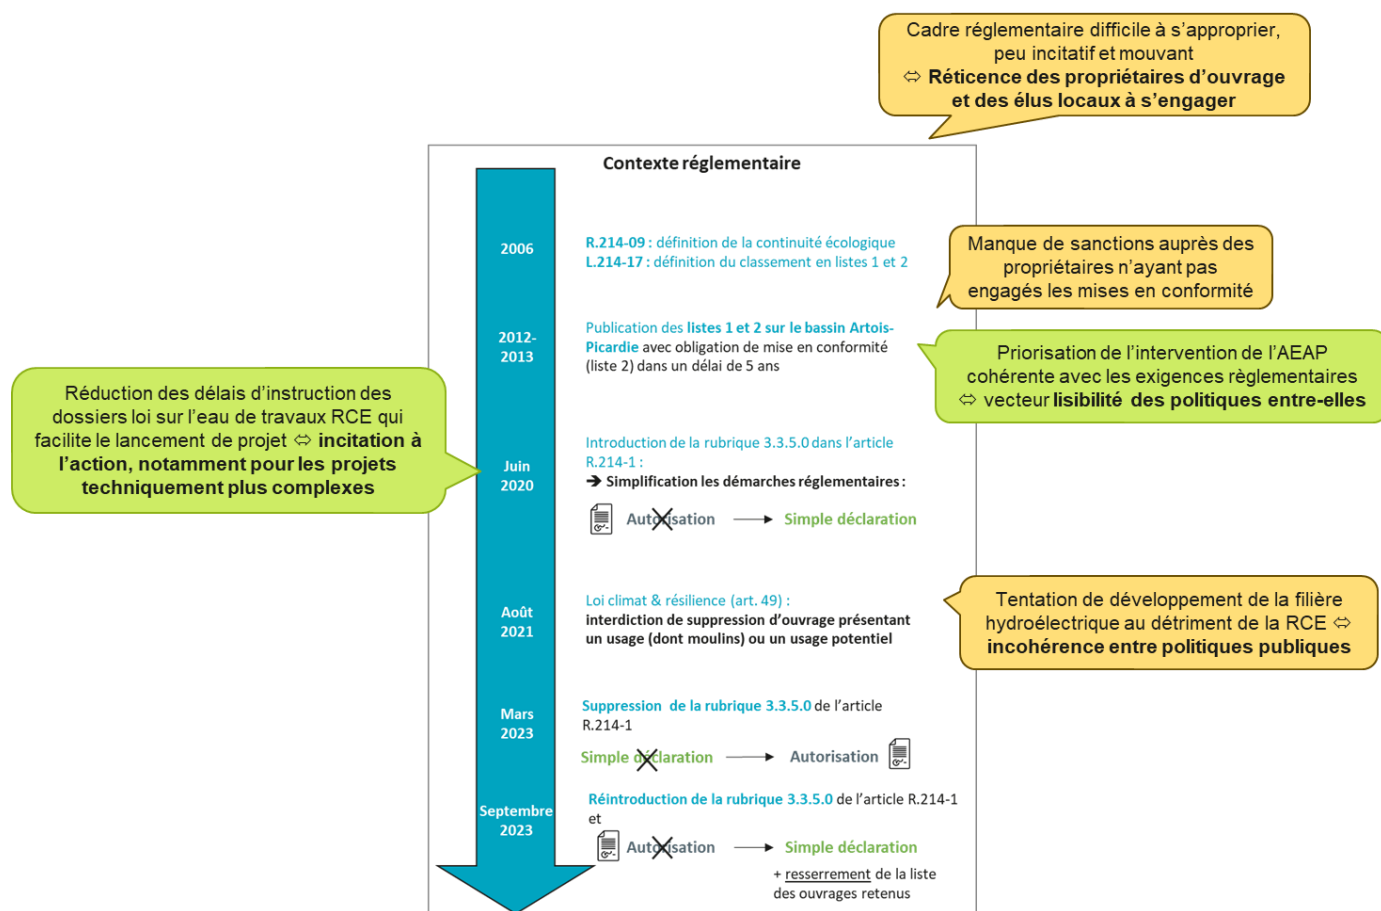 Cadre réglementaire difficile à s’approprier,
peu incitatif et mouvant
⇔ Réticence des propriétaires d’ouvrage
et des élus locaux à s’engager
Contexte réglementaire
2006
R.214-09 : définition de la continuité écologique
L.214-17 : définition du classement en listes 1 et 2
Manque de sanctions auprès des
propriétaires n’ayant pas
engagés les mises en conformité
2012-
2013
Publication des listes 1 et 2 sur le bassin Artois-
Picardie avec obligation de mise en conformité
(liste 2) dans un délai de 5 ans
Priorisation de l’intervention de l’AEAP
cohérente avec les exigences règlementaires
⇔ vecteur lisibilité des politiques entre-elles
Réduction des délais d’instruction des
dossiers loi sur l’eau de travaux RCE qui
facilite le lancement de projet ⇔ incitation à
l’action, notamment pour les projets
techniquement plus complexes
Juin
2020
Introduction de la rubrique 3.3.5.0 dans l’article
R.214-1 :
➔ Simplification les démarches réglementaires :
Autorisation → Simple déclaration
Août
2021
Loi climat & résilience (art. 49) :
interdiction de suppression d’ouvrage présentant
un usage (dont moulins) ou un usage potentiel
Tentation de développement de la filière
hydroélectrique au détriment de la RCE ⇔
incohérence entre politiques publiques
Mars
2023
Suppression de la rubrique 3.3.5.0 de l’article
R.214-1
Simple déclaration → Autorisation
Septembre
2023
Réintroduction de la rubrique 3.3.5.0 de l’article R.214-1
et
Autorisation → Simple déclaration
+ resserrement de la liste
des ouvrages retenus